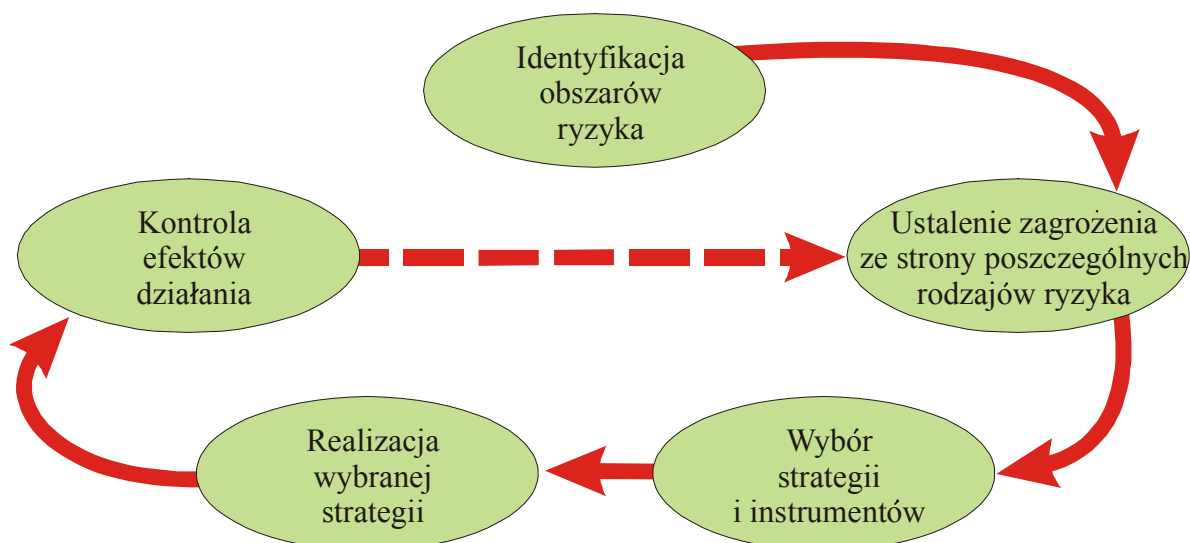 Identyfikacja
obszarów
ryzyka
Ustalenie zagrożenia
ze strony poszczególnych
rodzajów ryzyka
Wybór
strategii
i instrumentów
Realizacja
wybranej
strategii
Kontrola
efektów
działania